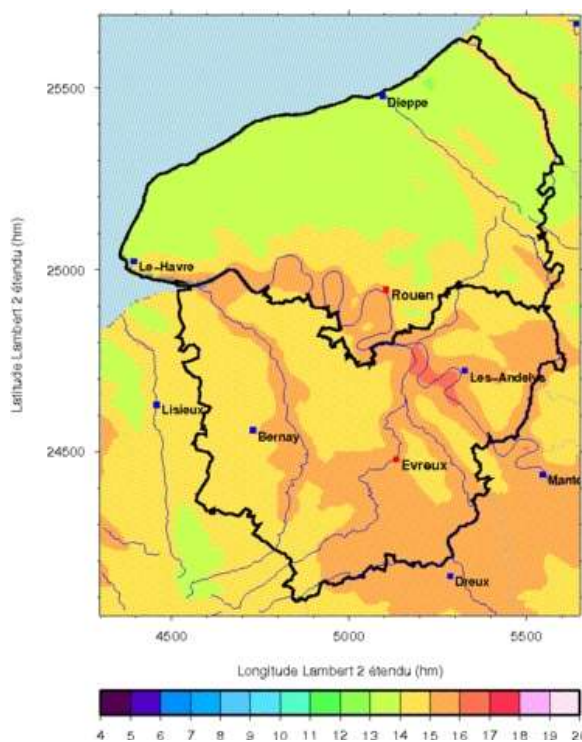 25500
Dieppe
25000
Le-Havre
Rouen
Les-Andelys
Lisieux
Bernay
24500
Evreux
Dreux
4500 5000 5500
Latitude Lambert 2 étendu (hm)
Longitude Lambert 2 étendu (hm)
4 5 6 7 8 9 10 11 12 13 14 15 16 17 18 19